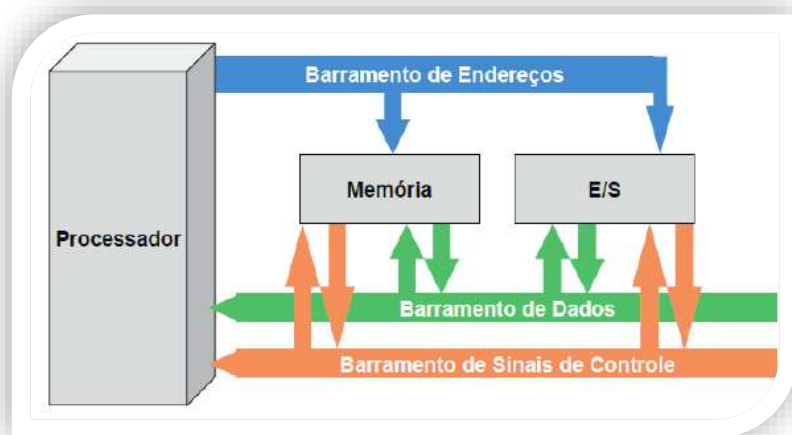 Barramento de Endereços
Memória
E/S
Processador
Barramento de Dados
Barramento de Sinais de Controle